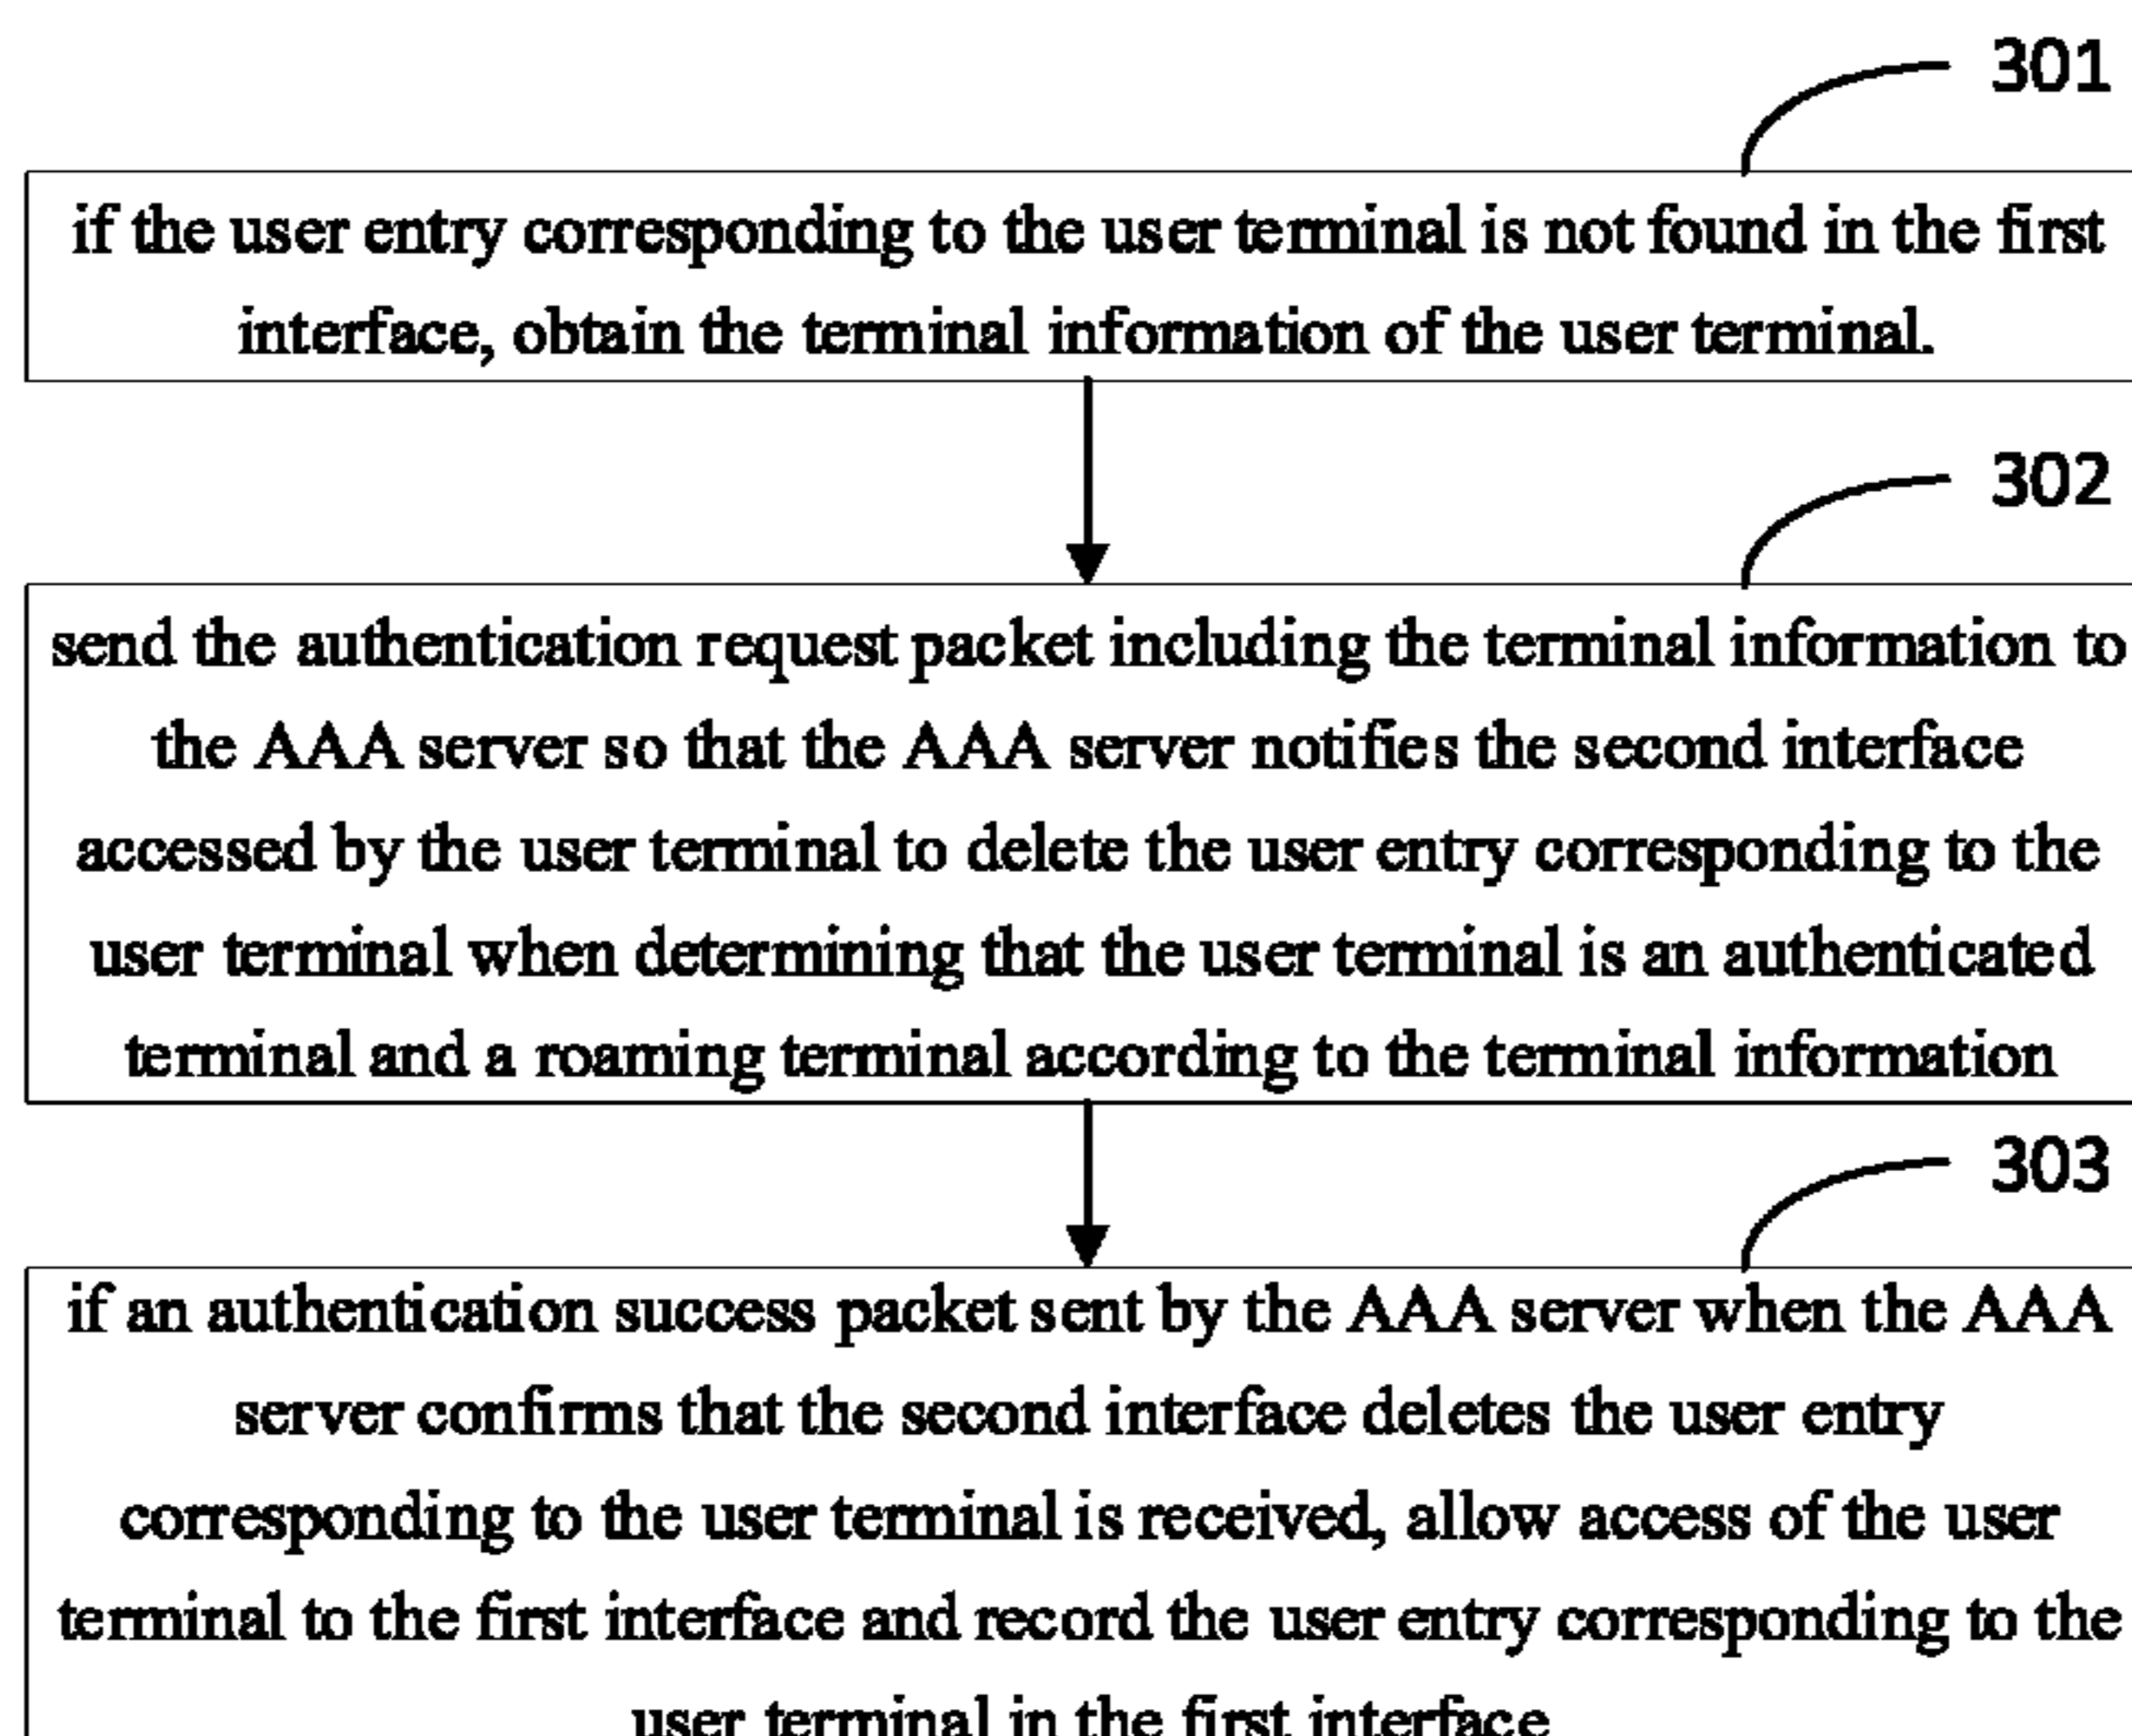 301
if the user entry corresponding to the user terminal is not found in the first
interface, obtain the terminal information of the user terminal.
302
send the authentication request packet including the terminal information to
the AAA server so that the AAA server notifies the second interface
accessed by the user terminal to delete the user entry corresponding to the
user terminal when determining that the user terminal is an authenticated
terminal and a roaming terminal according to the terminal information
303
if an authentication success packet sent by the AAA server when the AAA
server confirms that the second interface deletes the user entry
corresponding to the user terminal is received, allow access of the user
terminal to the first interface and record the user entry corresponding to the
user terminal in the first interface